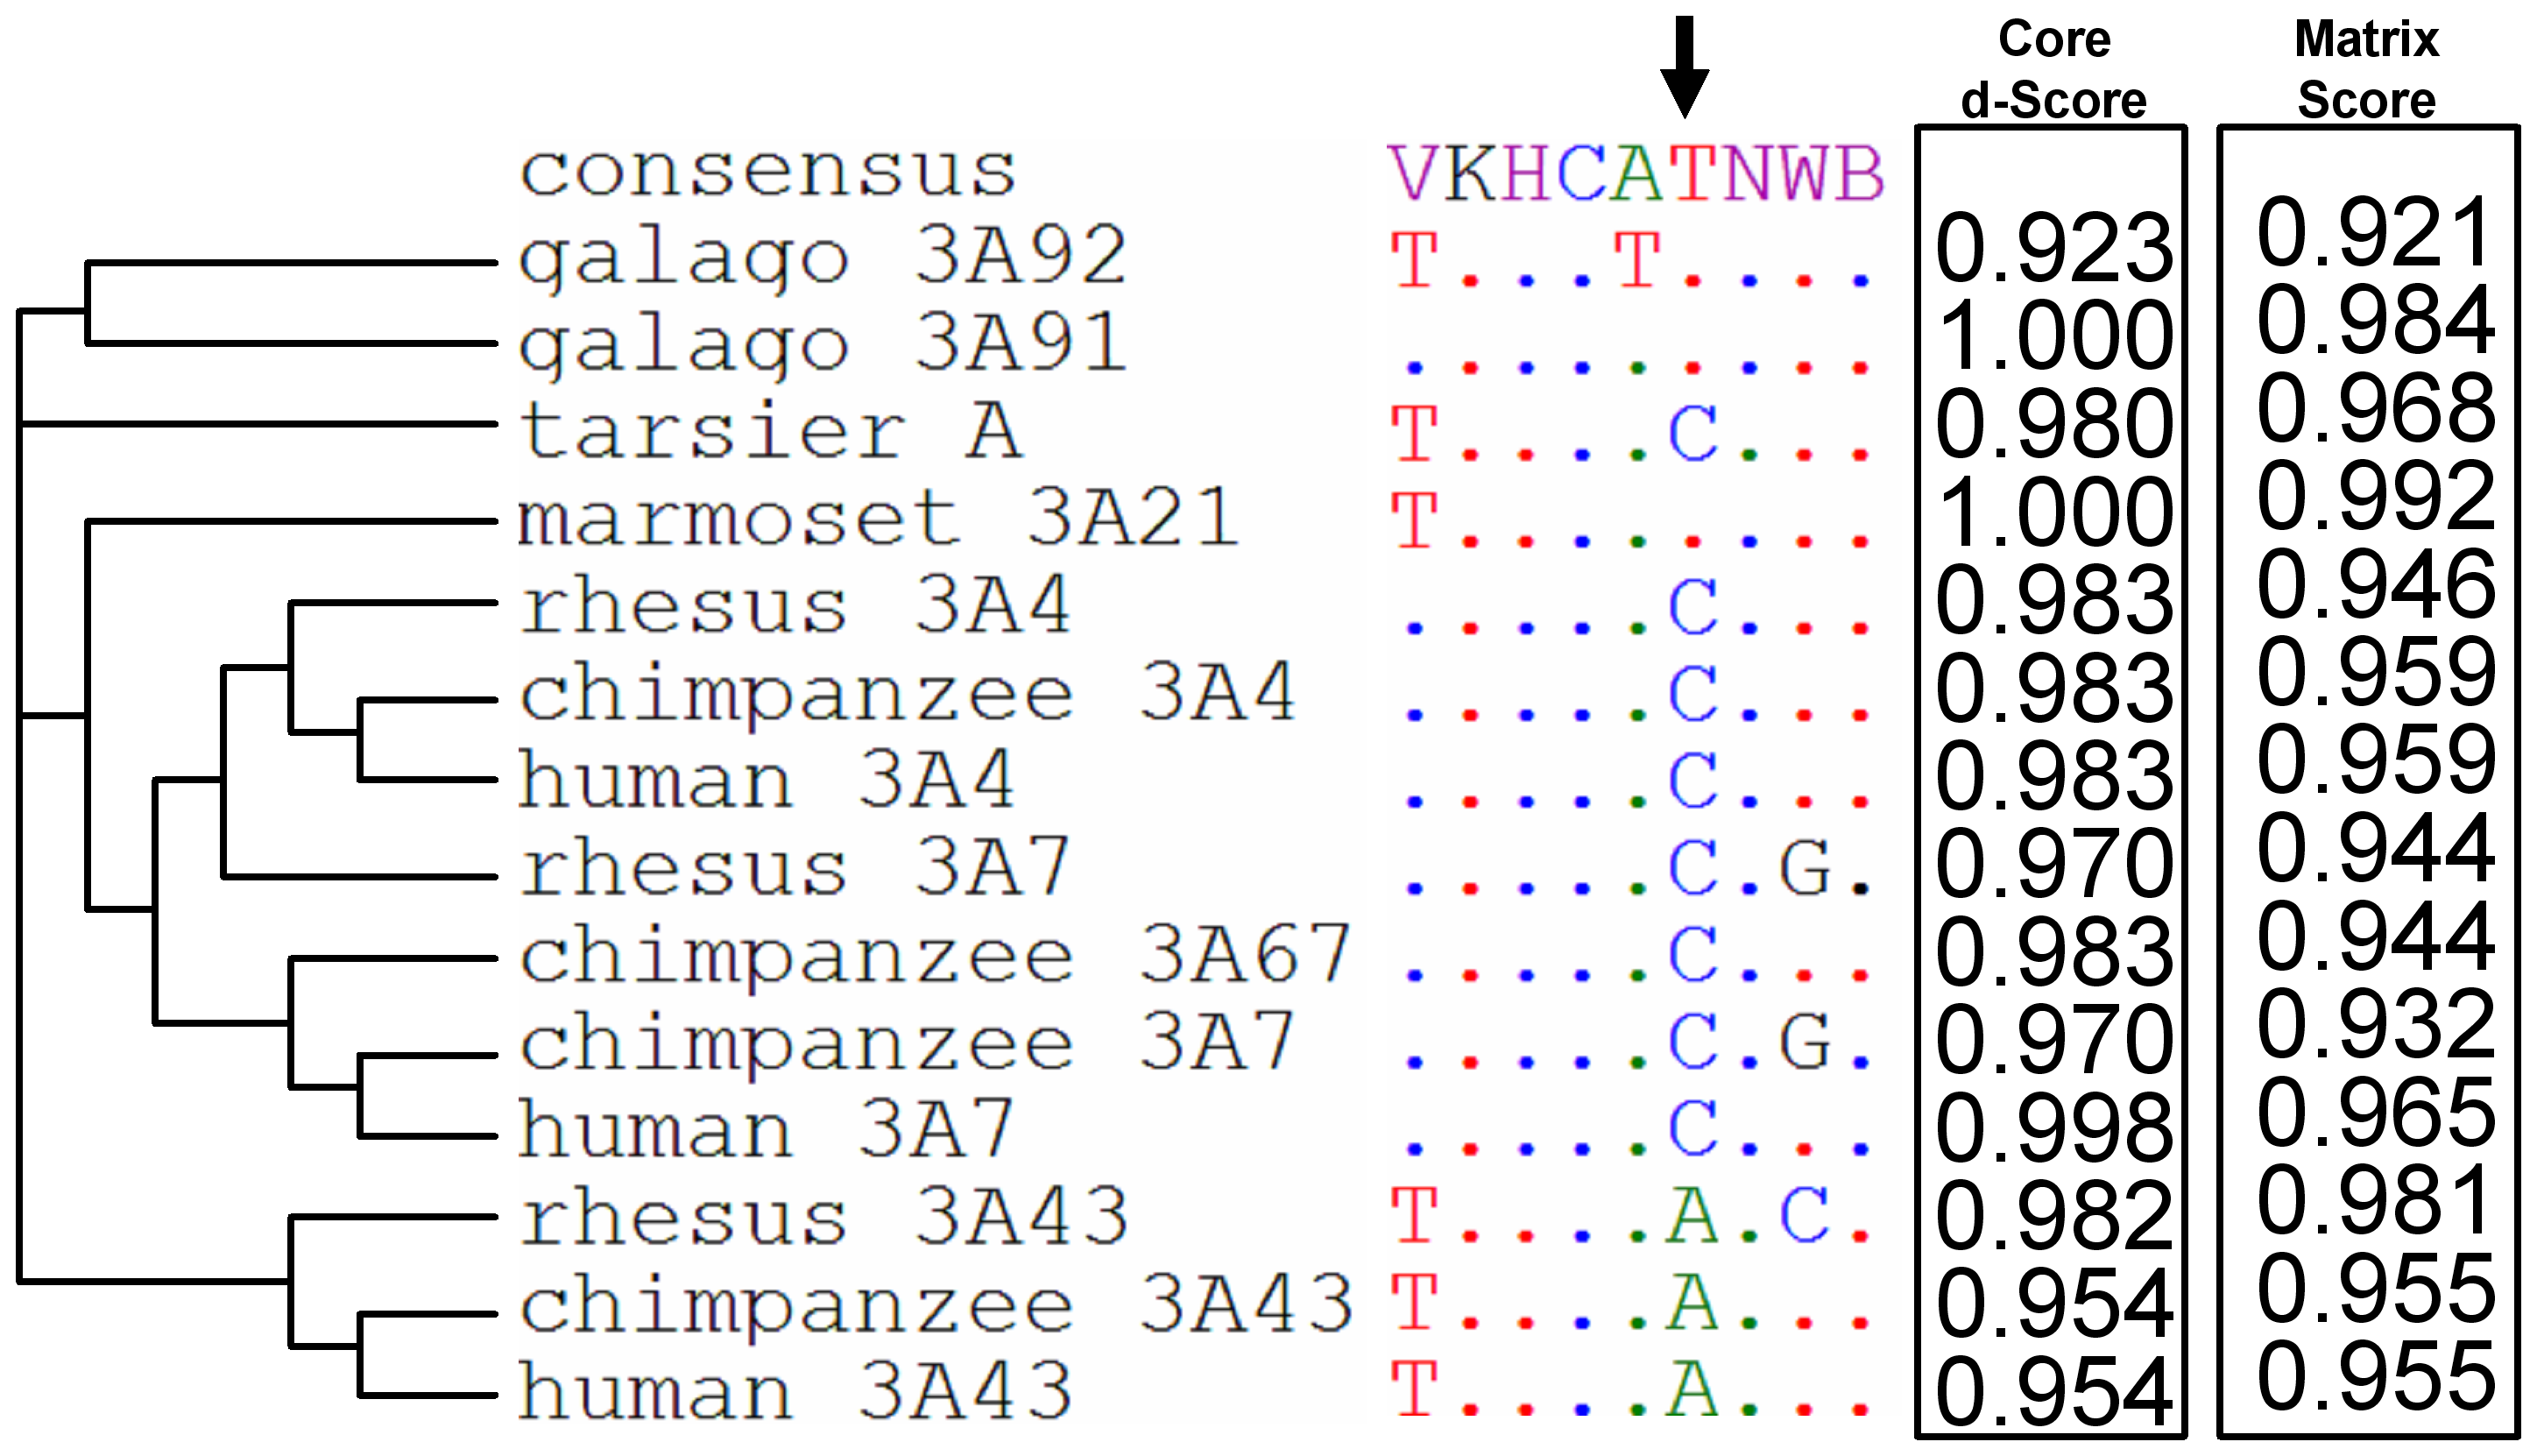 Core d-Score Matrix Score
consensus VKHCATNWB
galago 3A92 T...T.... 0.923 0.921
galago 3A91 ......... 1.000 0.984
tarsier A T....C... 0.980 0.968
marmoset 3A21 T........ 1.000 0.992
rhesus 3A4 .....C... 0.983 0.946
chimpanzee 3A4 .....C... 0.983 0.959
human 3A4 .....C... 0.983 0.959
rhesus 3A7 .....C.G. 0.970 0.944
chimpanzee 3A67 .....C... 0.983 0.944
chimpanzee 3A7 .....C.G. 0.970 0.932
human 3A7 .....C... 0.998 0.965
rhesus 3A43 T....A.C. 0.982 0.981
chimpanzee 3A43 T....A... 0.954 0.955
human 3A43 T....A... 0.954 0.955